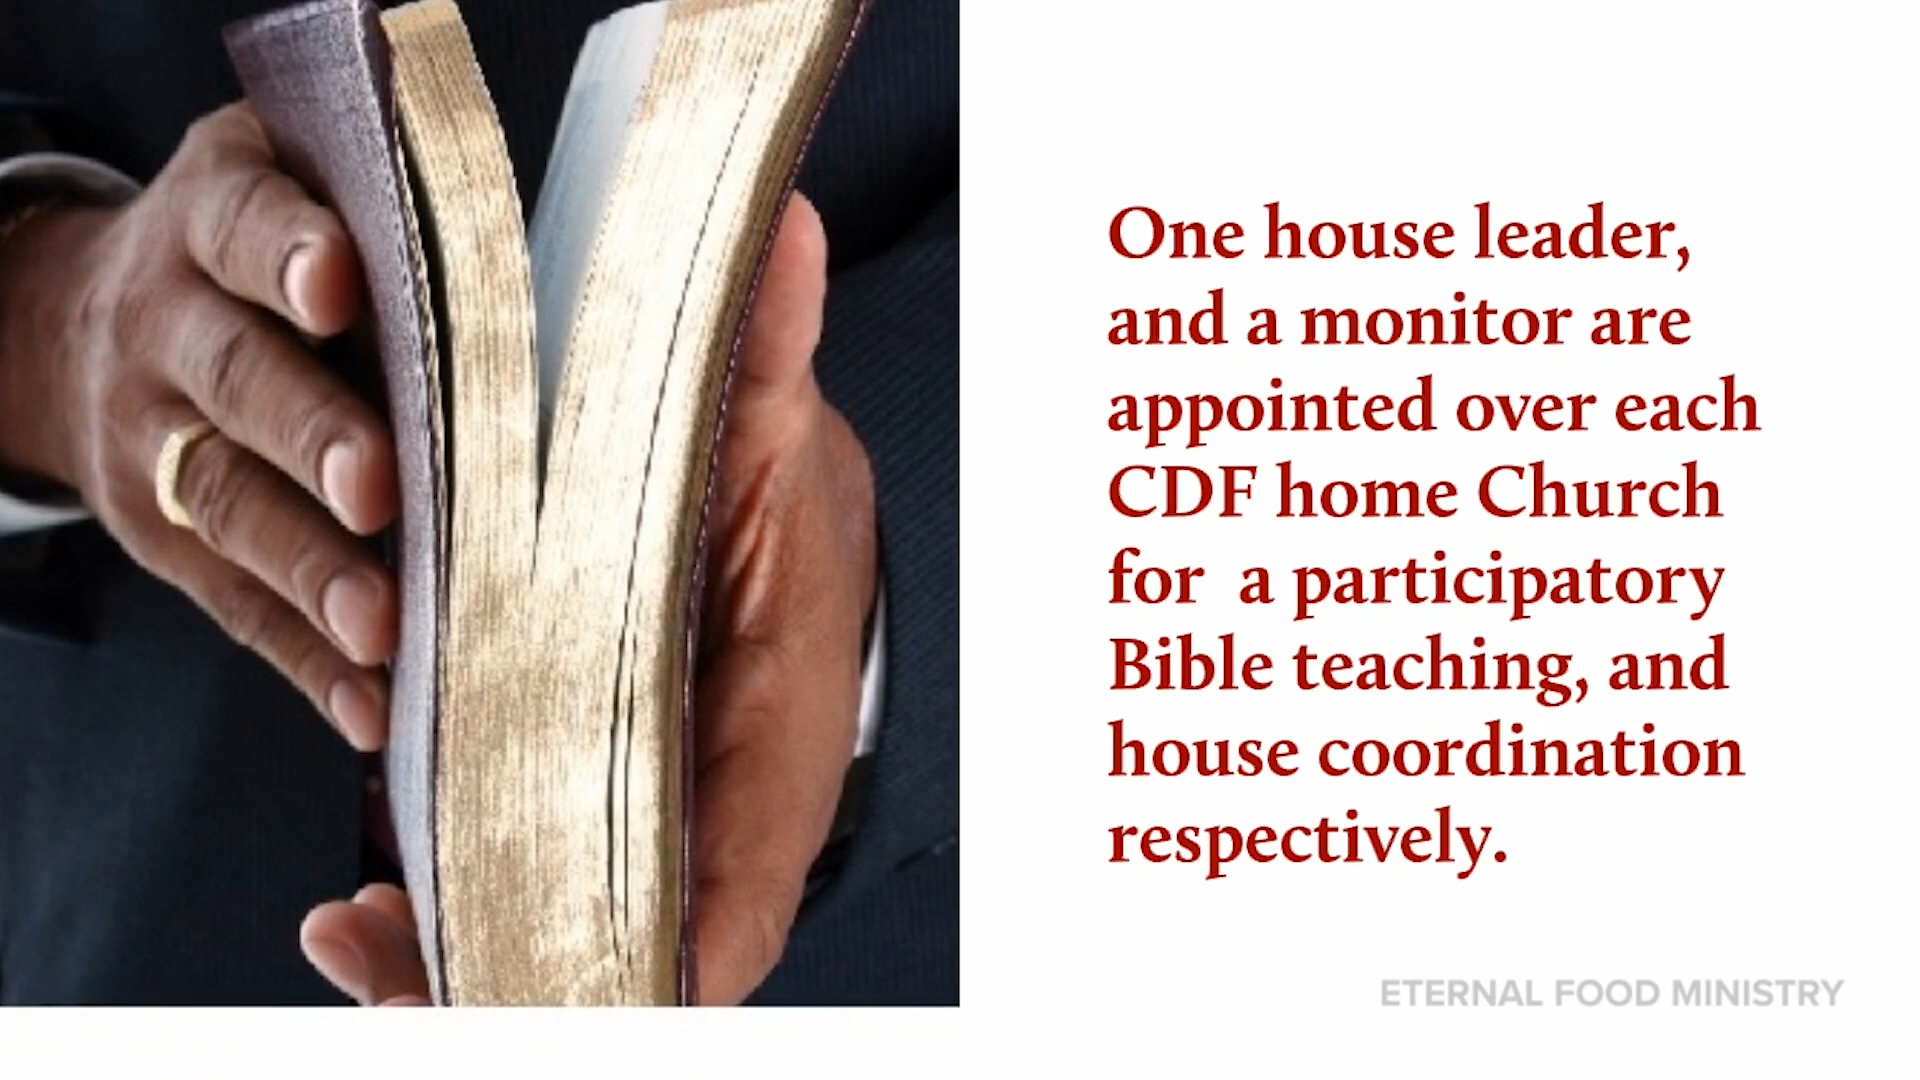 One house leader,
and a monitor are
appointed over each
CDF home Church
for  a participatory
Bible teaching, and
house coordination
respectively.
ETERNAL FOOD MINISTRY